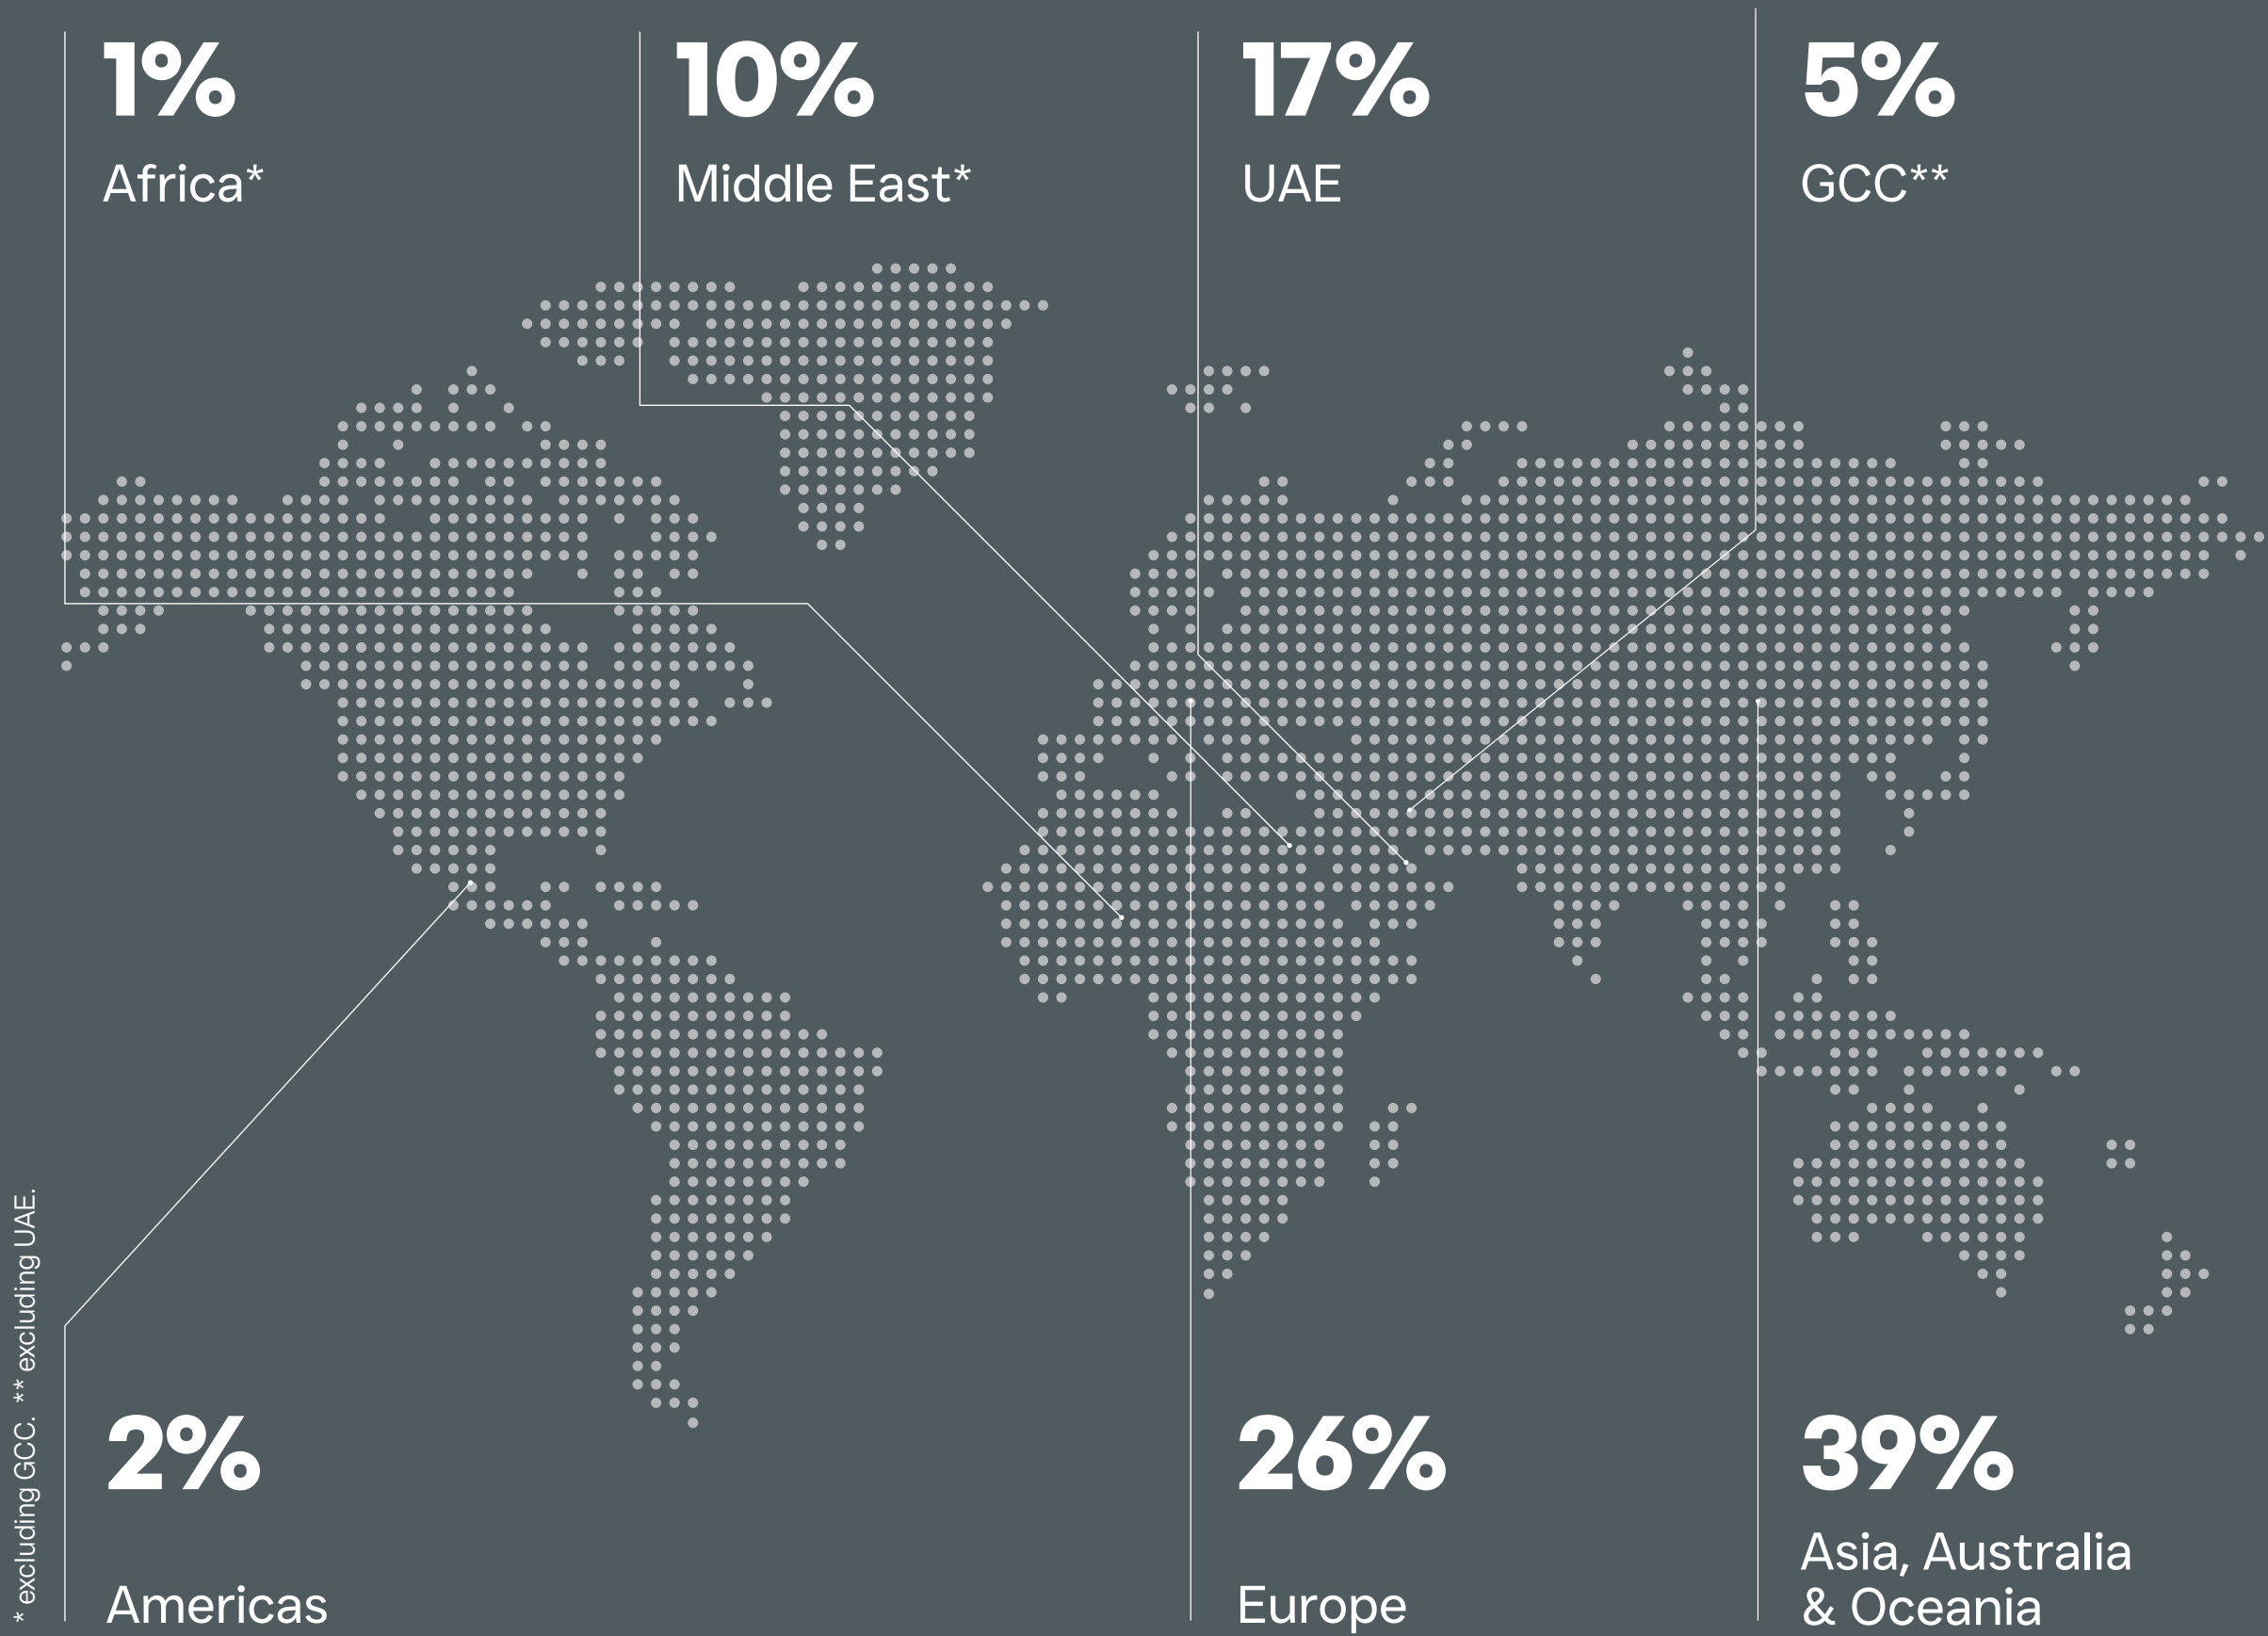 1%
Africa*
10%
Middle East*
17%
UAE
5%
GCC**
2%
Americas
26%
Europe
39%
Asia, Australia
& Oceania
* excluding GCC. ** excluding UAE.